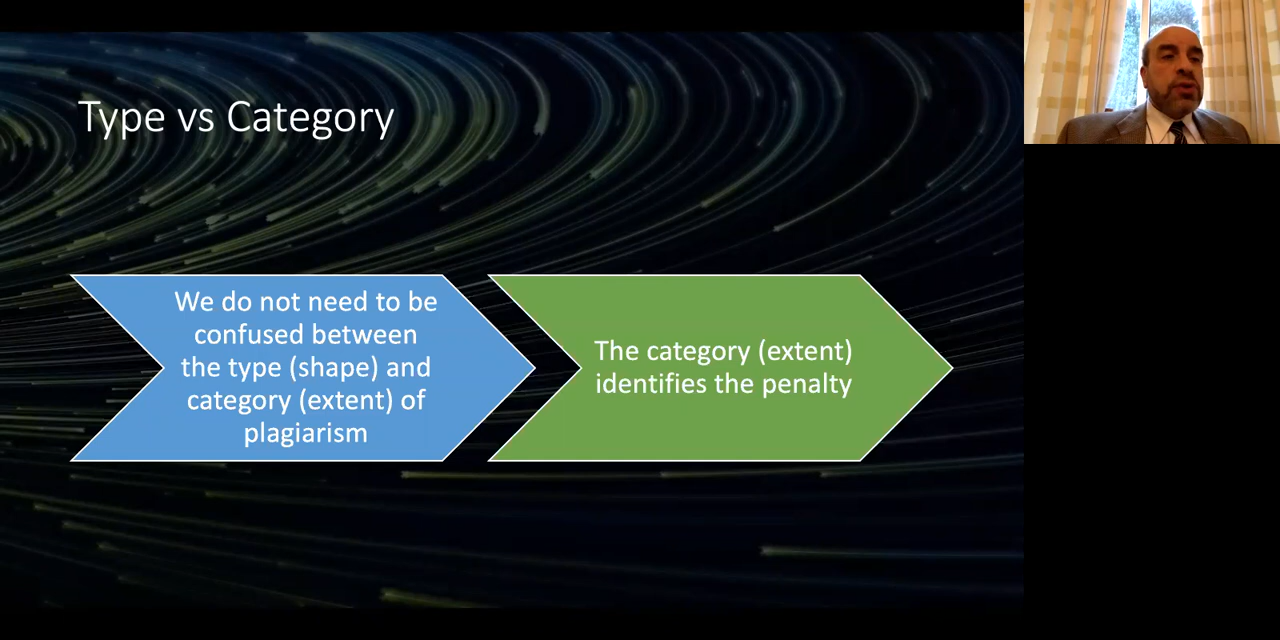 Type vs Category
We do not need to be
confused between
the type (shape) and
category (extent) of
plagiarism
The category (extent)
identifies the penalty